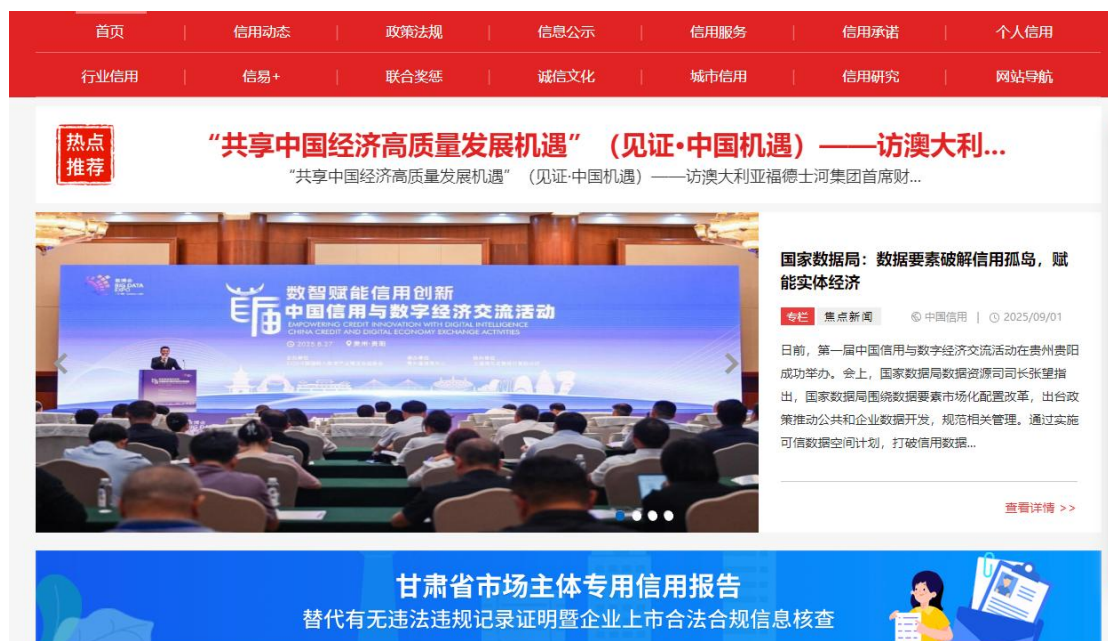 首页 | 信用动态 | 政策法规 | 信息公示 | 信用服务 | 信用承诺 | 个人信用
行业信用 | 信易+ | 联合奖惩 | 诚信文化 | 城市信用 | 信用研究 | 网站导航
热点
推荐
“共享中国经济高质量发展机遇”（见证·中国机遇）——访澳大利...
“共享中国经济高质量发展机遇”（见证·中国机遇）——访澳大利亚福德士河集团首席财...
BIG DATA
EXPO
首届
数智赋能信用创新
中国信用与数字经济交流活动
EMPOWERING CREDIT INNOVATION WITH DIGITAL INTELLIGENCE
CHINA CREDIT AND DIGITAL ECONOMY EXCHANGE ACTIVITIES
2025.8.27 贵州·贵阳
国家数据局：数据要素破解信用孤岛，赋
能实体经济
专栏 焦点新闻 中国信用 | 2025/09/01
日前，第一届中国信用与数字经济交流活动在贵州贵阳
成功举办。会上，国家数据局数据资源司司长张望指
出，国家数据局围绕数据要素市场化配置改革，出台政
策推动公共和企业数据开发，规范相关管理。通过实施
可信数据空间计划，打破信用数据...
查看详情 >>
甘肃省市场主体专用信用报告
替代有无违法违规记录证明暨企业上市合法合规信息核查